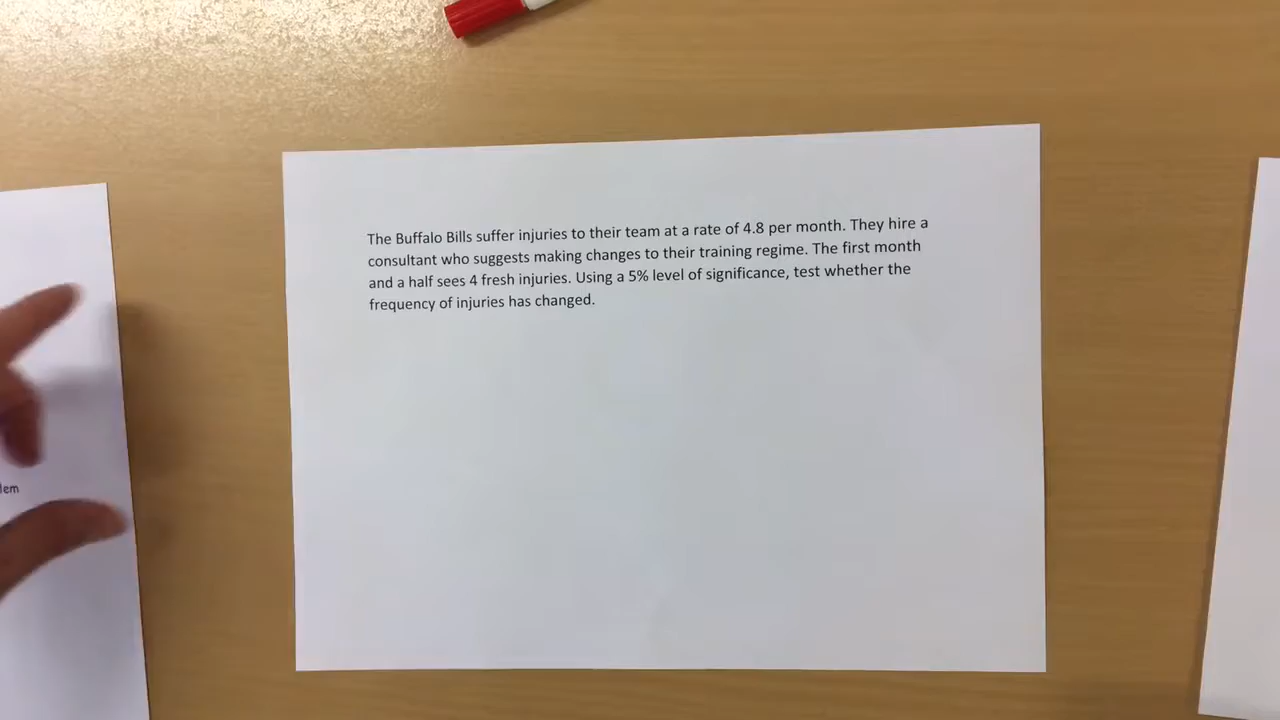 The Buffalo Bills suffer injuries to their team at a rate of 4.8 per month. They hire a
consultant who suggests making changes to their training regime. The first month
and a half sees 4 fresh injuries. Using a 5% level of significance, test whether the
frequency of injuries has changed.
lem